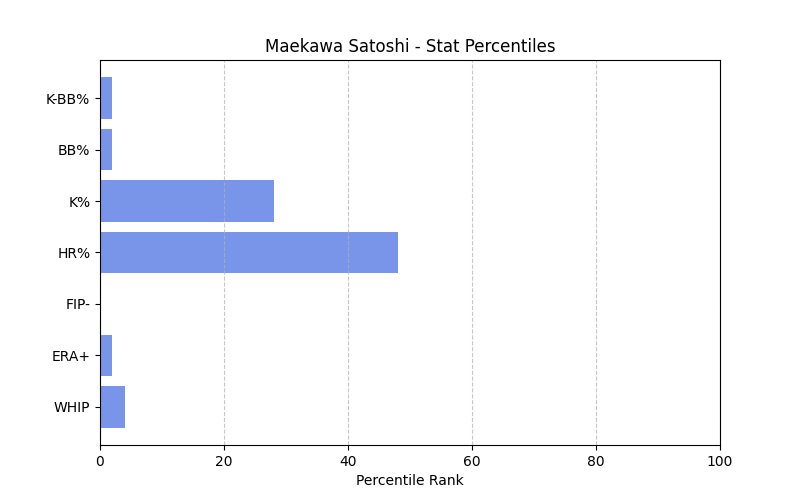 Maekawa Satoshi - Stat Percentiles
K-BB%
BB%
K%
HR%
FIP-
ERA+
WHIP
0 20 40 60 80 100
Percentile Rank